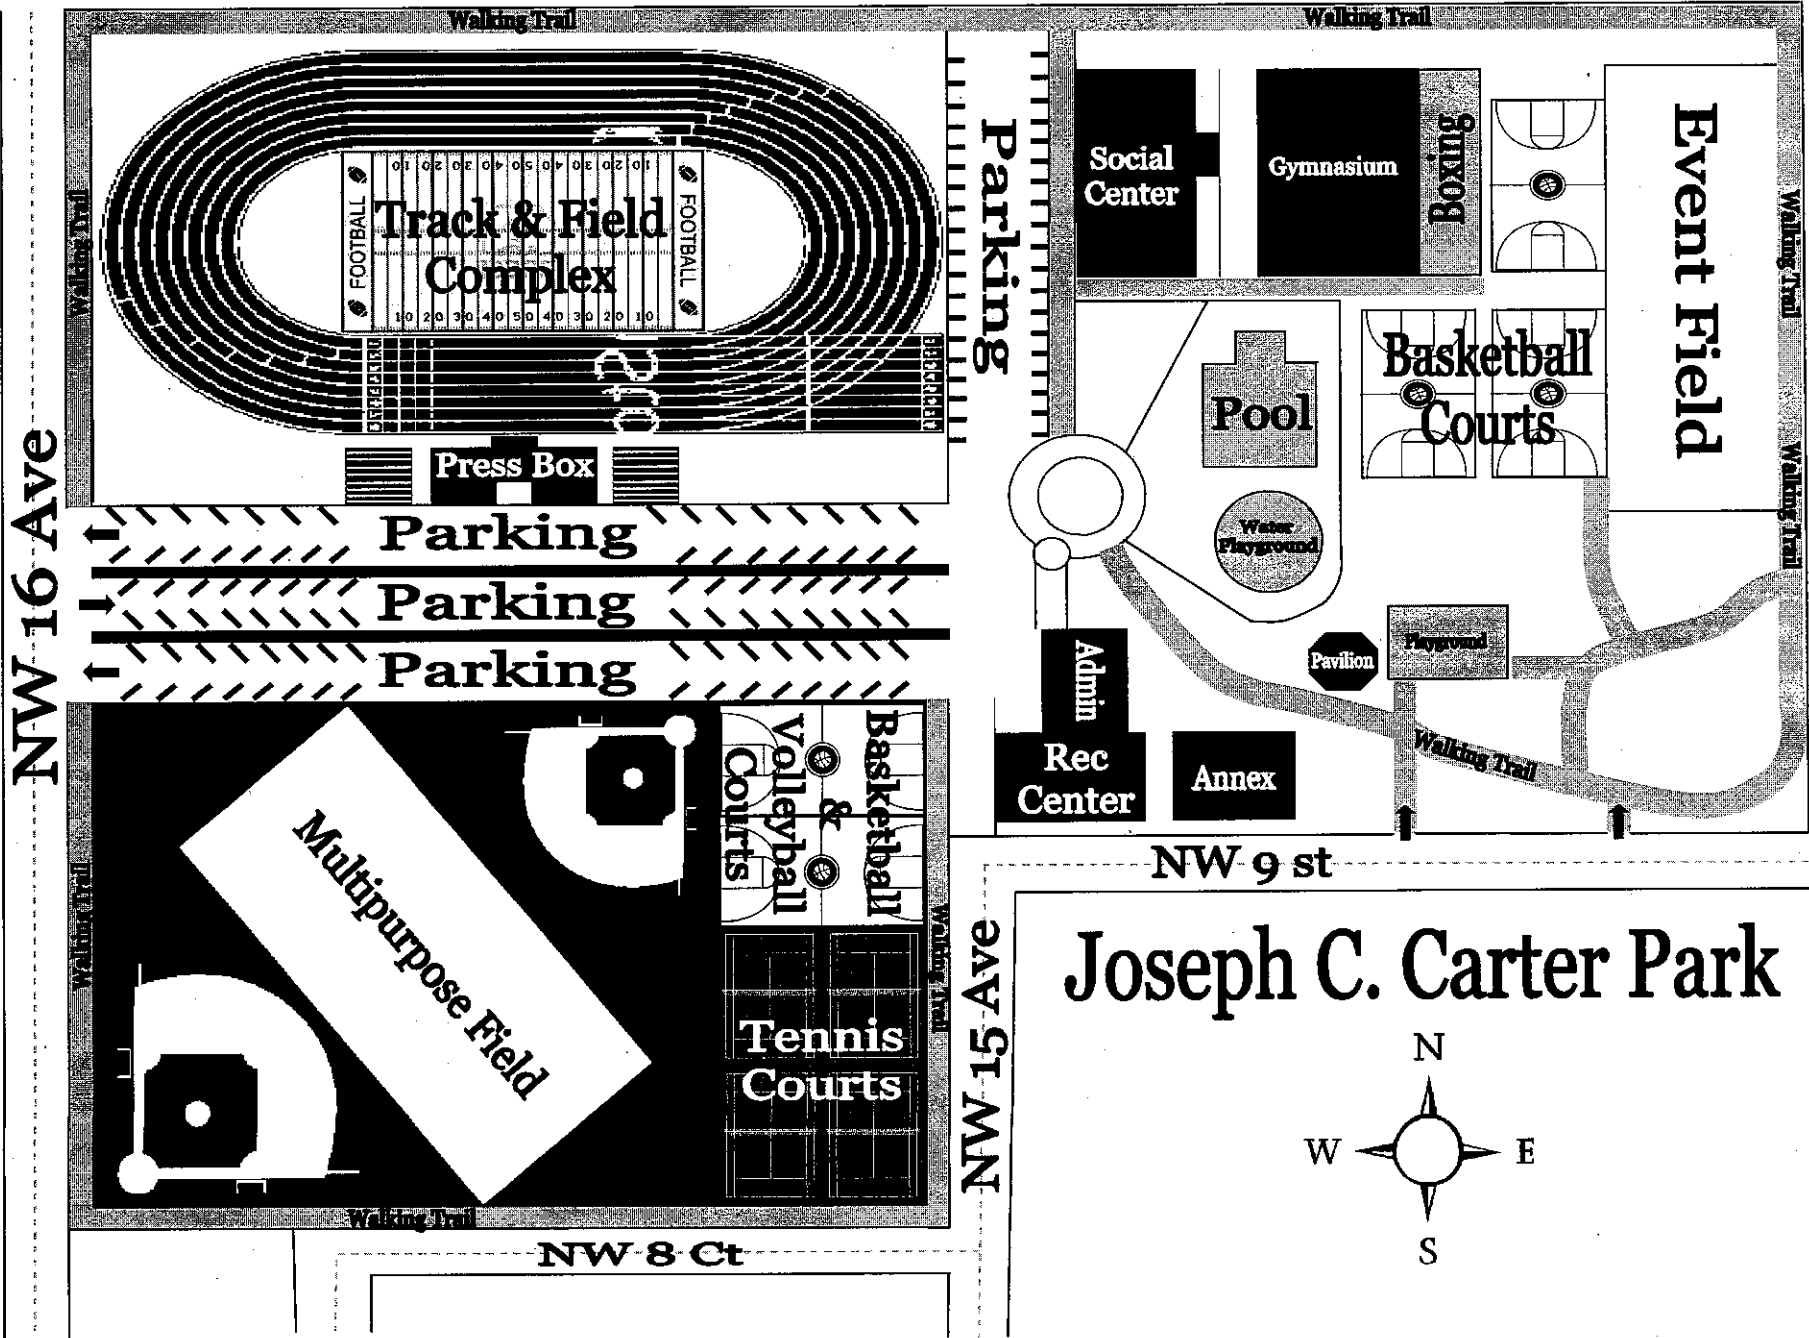 Walking Trail
Walking Trail
Walking Trail
Track & Field
Complex
FOOTBALL
FOOTBALL
10 20 30 40 50 40 30 20 10
10 20 30 40 50 40 30 20 10
Press Box
Parking
Social
Center
Gymnasium
Boxing
Event Field
Walking Trail
Walking Trail
Pool
Basketball
Courts
Water
Playground
NW 16 Ave
Parking
Parking
Parking
Pavilion
Playground
Admin
Rec
Center
Annex
Walking Trail
Multipurpose Field
Basketball
&
Volleyball
Courts
Tennis
Courts
Walking Trail
Walking Trail
Walking Trail
NW 9 st
NW 15 Ave
NW 8 Ct
Joseph C. Carter Park
N
W
E
S